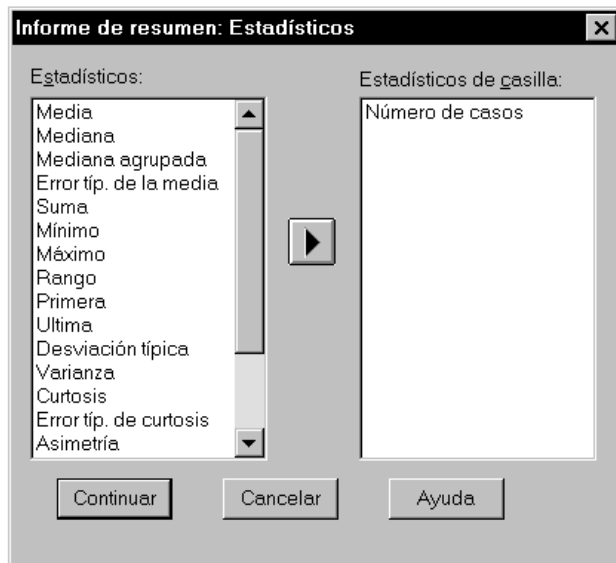 Informe de resumen: Estadísticos
Estadísticos:
Media
Mediana
Mediana agrupada
Error típ. de la media
Suma
Mínimo
Máximo
Rango
Primera
Ultima
Desviación típica
Varianza
Curtosis
Error típ. de curtosis
Asimetría
Estadísticos de casilla:
Número de casos
Continuar
Cancelar
Ayuda